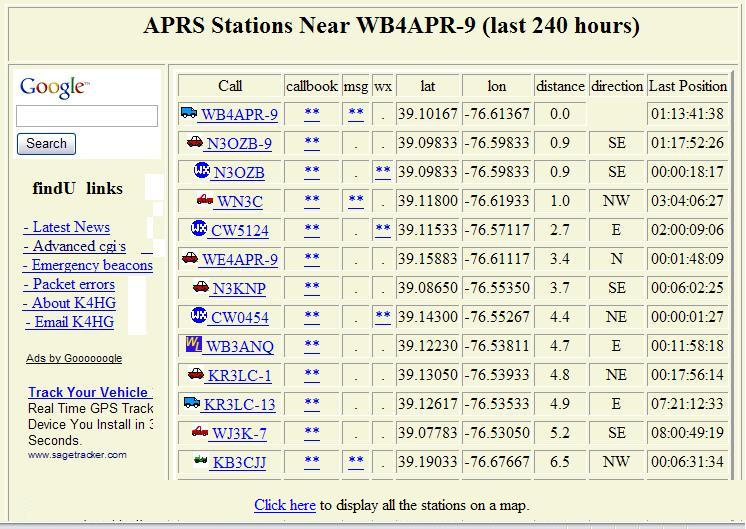 APRS Stations Near WB4APR-9 (last 240 hours)
Google™
Search
findU links
- Latest News
- Advanced cgi's
- Emergency beacons
- Packet errors
- About K4HG
- Email K4HG
Ads by Goooooogle
Track Your Vehicle
Real Time GPS Track
Device You Install in 3
Seconds.
www.sagetracker.com
Call callbook msg wx lat lon distance direction Last Position
WB4APR-9 ** ** . 39.10167 -76.61367 0.0 01:13:41:38
N3OZB-9 ** . . 39.09833 -76.59833 0.9 SE 01:17:52:26
WX N3OZB ** . ** 39.09833 -76.59833 0.9 SE 00:00:18:17
WN3C ** ** . 39.11800 -76.61933 1.0 NW 03:04:06:27
WX CW5124 ** . ** 39.11533 -76.57117 2.7 E 02:00:09:06
WE4APR-9 ** . . 39.15883 -76.61117 3.4 N 00:01:48:09
N3KNP ** . . 39.08650 -76.55350 3.7 SE 00:06:02:25
WX CW0454 ** . ** 39.14300 -76.55267 4.4 NE 00:00:01:27
WL WB3ANQ ** . . 39.12230 -76.53811 4.7 E 00:11:58:18
KR3LC-1 ** . . 39.13050 -76.53933 4.8 NE 00:17:56:14
KR3LC-13 ** . . 39.12617 -76.53533 4.9 E 07:21:12:33
WJ3K-7 ** . . 39.07783 -76.53050 5.2 SE 08:00:49:19
KB3CJJ ** ** . 39.19033 -76.67667 6.5 NW 00:06:31:34
Click here to display all the stations on a map.